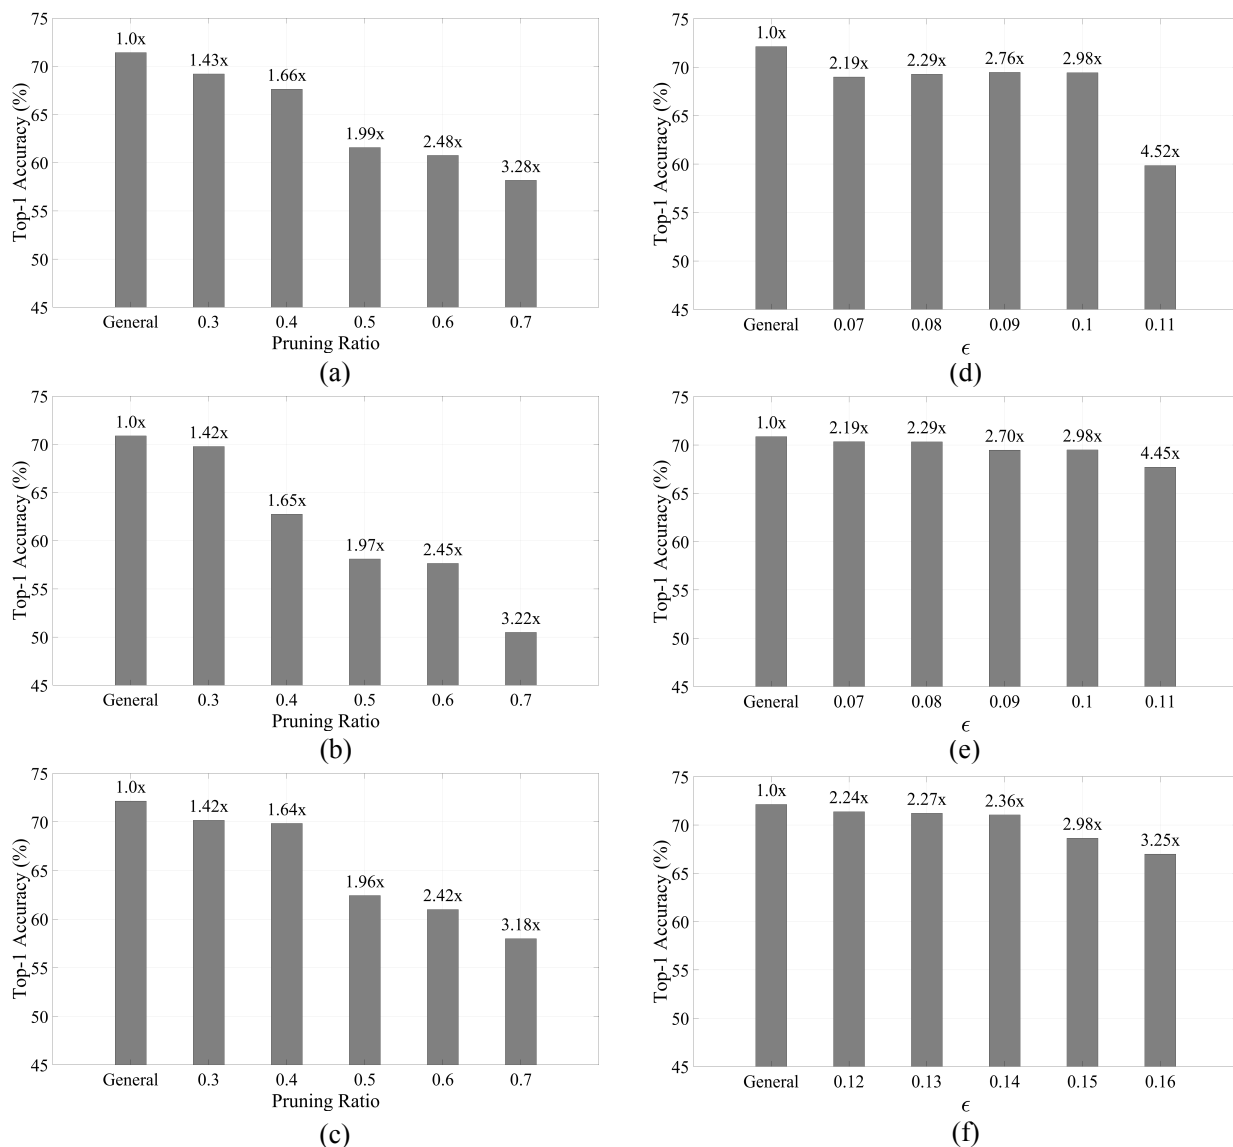 75
70
65
60
55
50
45
Top-1 Accuracy (%)
1.0x
1.43x
1.66x
1.99x
2.48x
3.28x
General 0.3 0.4 0.5 0.6 0.7
Pruning Ratio
(a)
75
70
65
60
55
50
45
Top-1 Accuracy (%)
1.0x
2.19x
2.29x
2.76x
2.98x
4.52x
General 0.07 0.08 0.09 0.1 0.11
ϵ
(d)
75
70
65
60
55
50
45
Top-1 Accuracy (%)
1.0x
1.42x
1.65x
1.97x
2.45x
3.22x
General 0.3 0.4 0.5 0.6 0.7
Pruning Ratio
(b)
75
70
65
60
55
50
45
Top-1 Accuracy (%)
1.0x
2.19x
2.29x
2.70x
2.98x
4.45x
General 0.07 0.08 0.09 0.1 0.11
ϵ
(e)
75
70
65
60
55
50
45
Top-1 Accuracy (%)
1.0x
1.42x
1.64x
1.96x
2.42x
3.18x
General 0.3 0.4 0.5 0.6 0.7
Pruning Ratio
(c)
75
70
65
60
55
50
45
Top-1 Accuracy (%)
1.0x
2.24x
2.27x
2.36x
2.98x
3.25x
General 0.12 0.13 0.14 0.15 0.16
ϵ
(f)